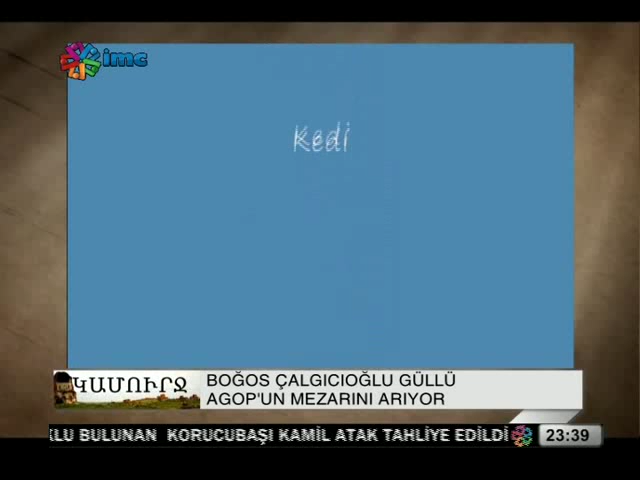 imc
Kedi
ԿԱՄՈՒՐՋ
BOĞOS ÇALGICIOĞLU GÜLLÜ
AGOP'UN MEZARINI ARIYOR
KLU BULUNAN KORUCUBAŞI KAMİL ATAK TAHLİYE EDİLDİ
23:39